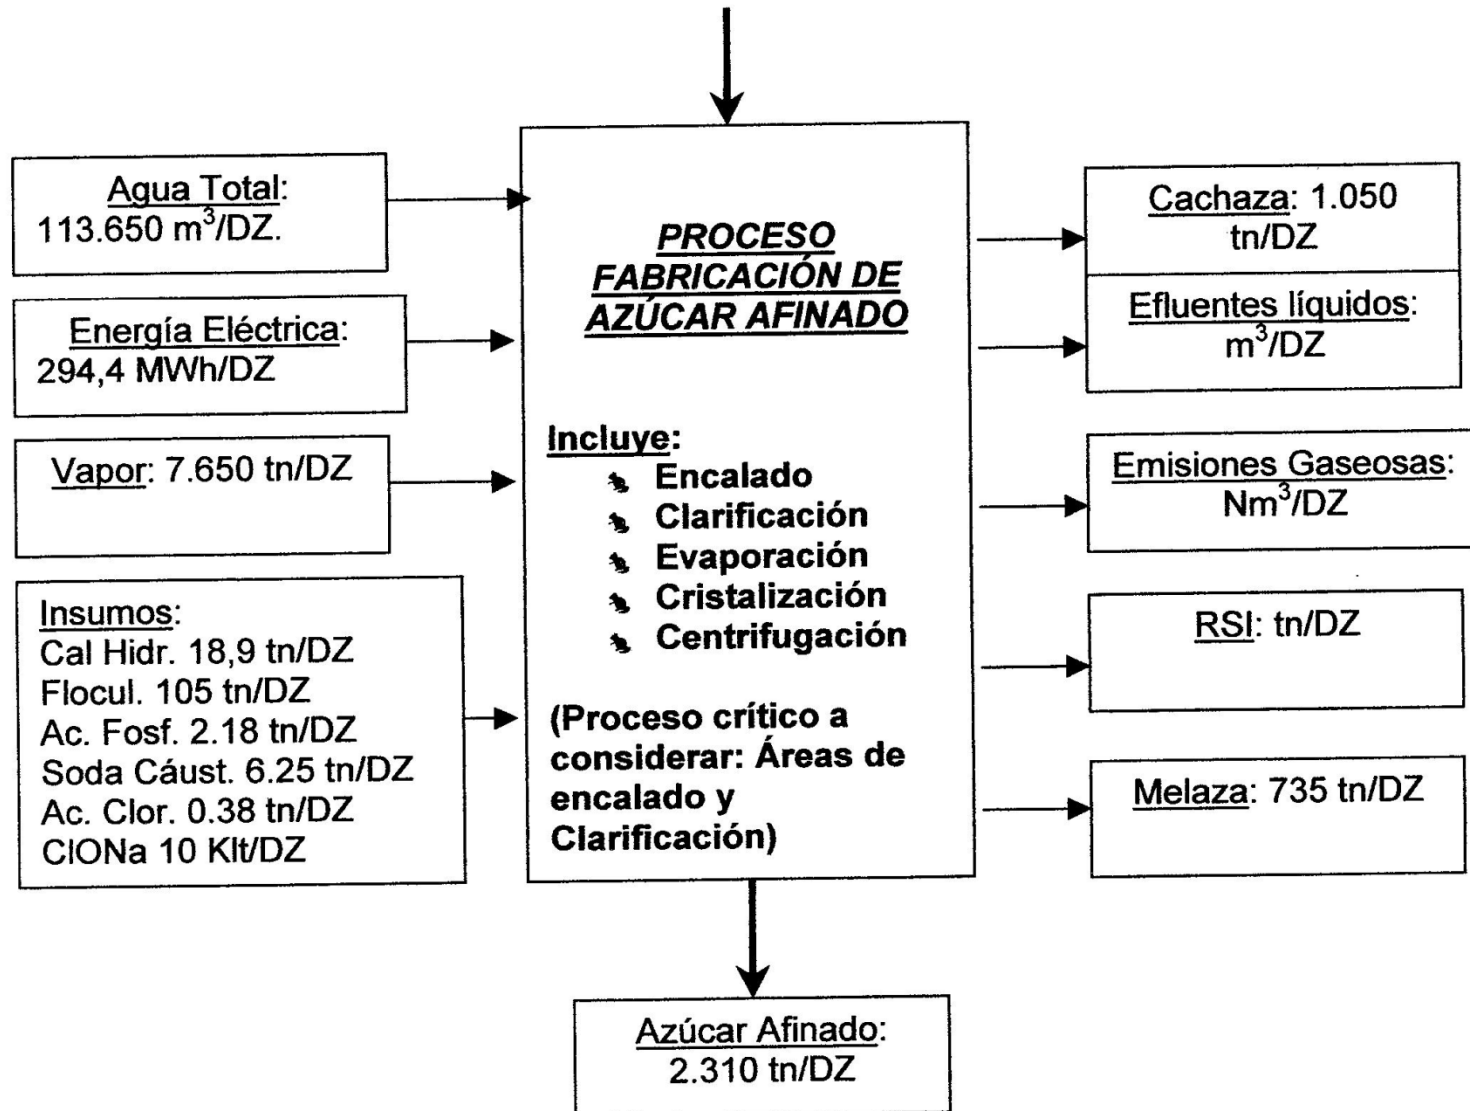 Agua Total:
113.650 m³/DZ.
Energía Eléctrica:
294,4 MWh/DZ
Vapor: 7.650 tn/DZ
Insumos:
Cal Hidr. 18,9 tn/DZ
Flocul. 105 tn/DZ
Ac. Fosf. 2.18 tn/DZ
Soda Cáust. 6.25 tn/DZ
Ac. Clor. 0.38 tn/DZ
ClONa 10 Klt/DZ
PROCESO
FABRICACIÓN DE
AZÚCAR AFINADO
Incluye:
Encalado
Clarificación
Evaporación
Cristalización
Centrifugación
(Proceso crítico a
considerar: Áreas de
encalado y
Clarificación)
Cachaza: 1.050
tn/DZ
Efluentes líquidos:
m³/DZ
Emisiones Gaseosas:
Nm³/DZ
RSI: tn/DZ
Melaza: 735 tn/DZ
Azúcar Afinado:
2.310 tn/DZ